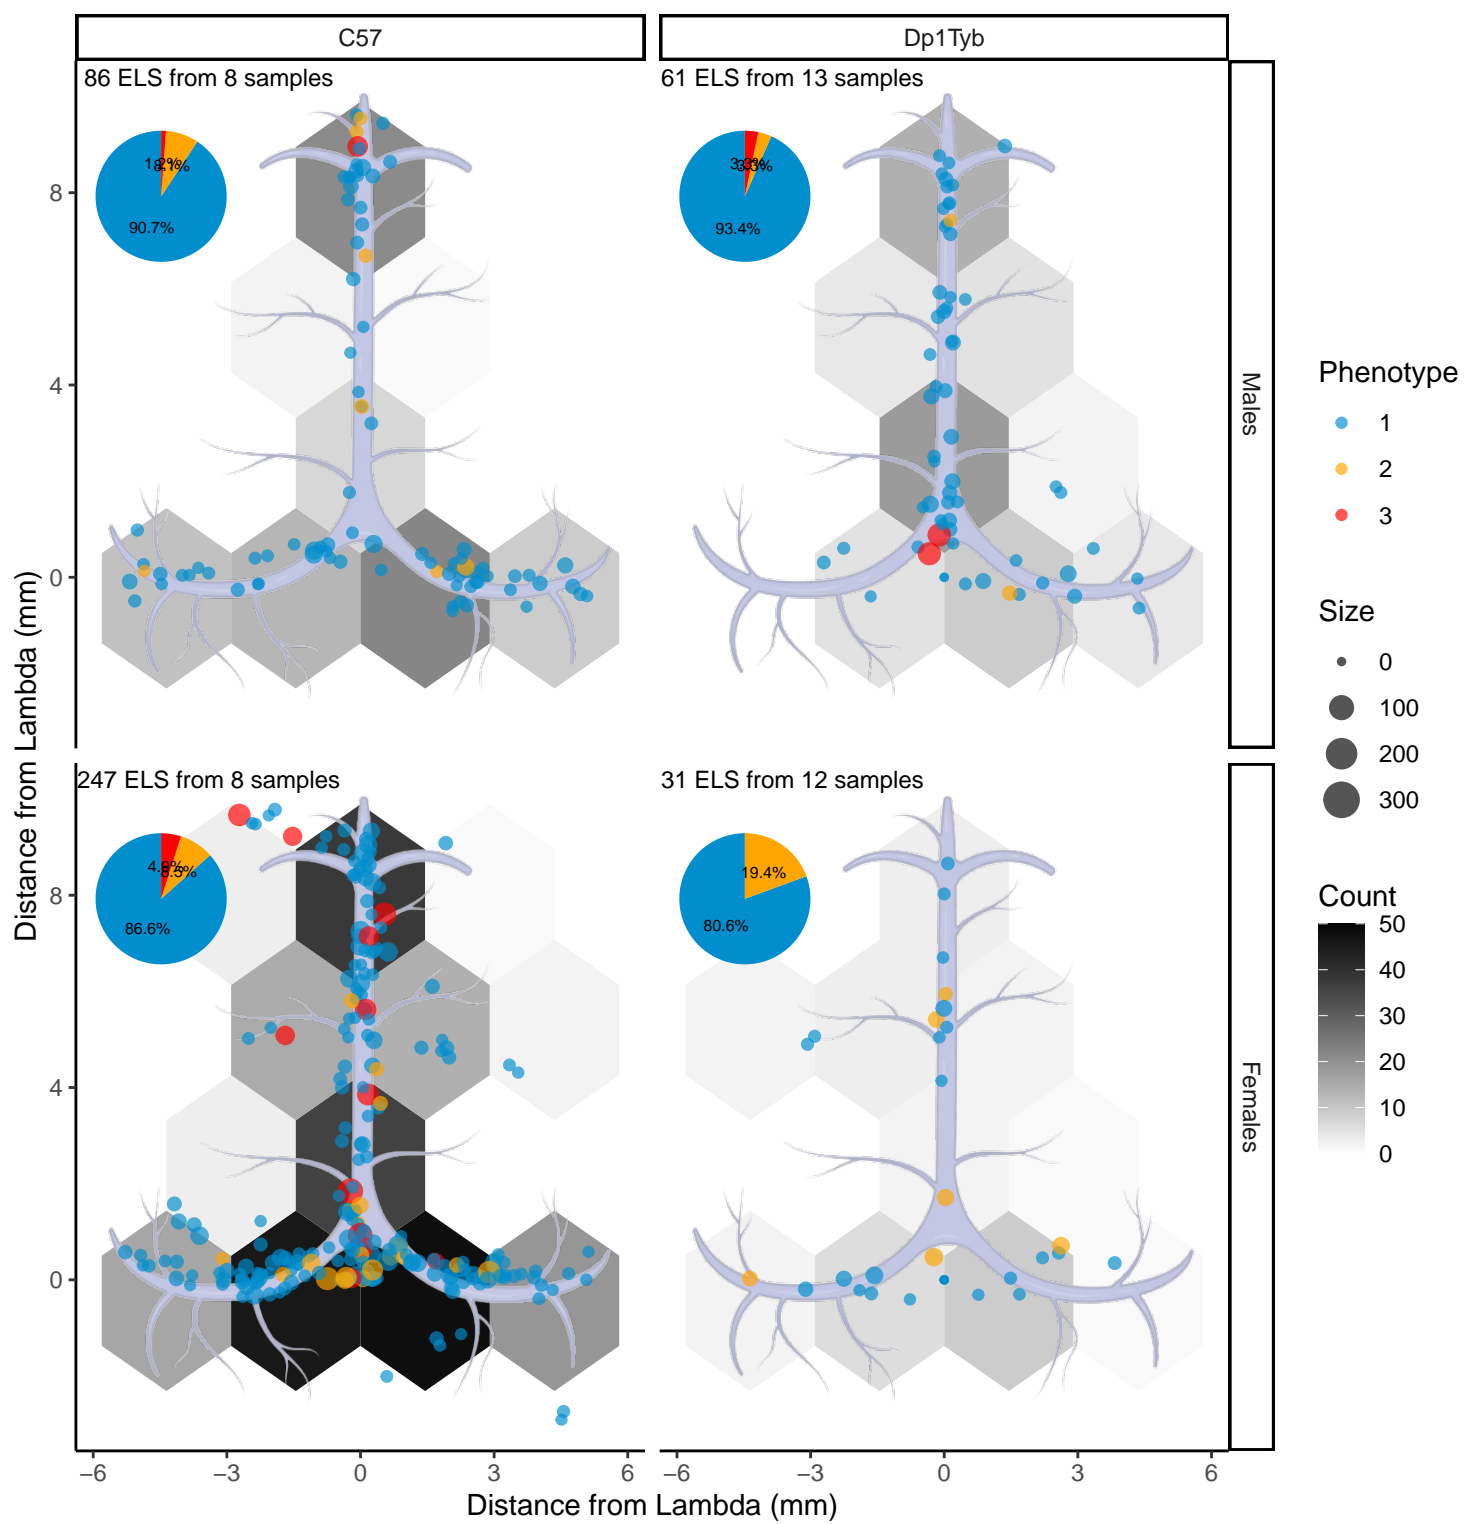 C57
Dp1Tyb
86 ELS from 8 samples
61 ELS from 13 samples
90.7%
93.4%
8
4
0
Males
247 ELS from 8 samples
31 ELS from 12 samples
86.6%
19.4%
80.6%
8
4
0
Females
−6
−3
0
3
6
−6
−3
0
3
6
Distance from Lambda (mm)
Distance from Lambda (mm)
Phenotype
1
2
3
Size
0
100
200
300
Count
50
40
30
20
10
0